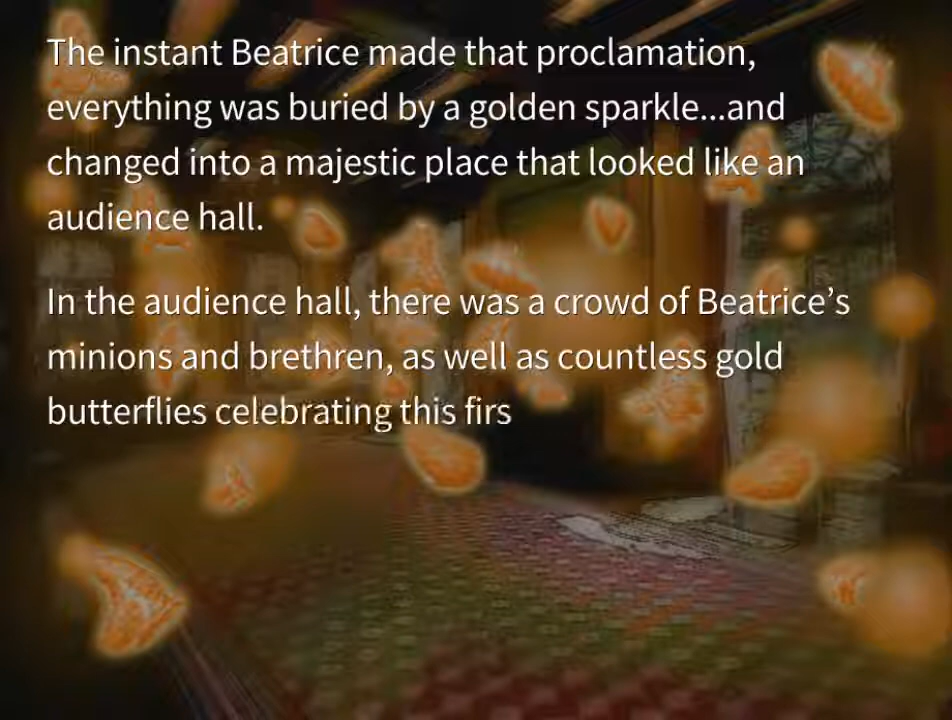 The instant Beatrice made that proclamation,
everything was buried by a golden sparkle...and
changed into a majestic place that looked like an
audience hall.
In the audience hall, there was a crowd of Beatrice’s
minions and brethren, as well as countless gold
butterflies celebrating this firs